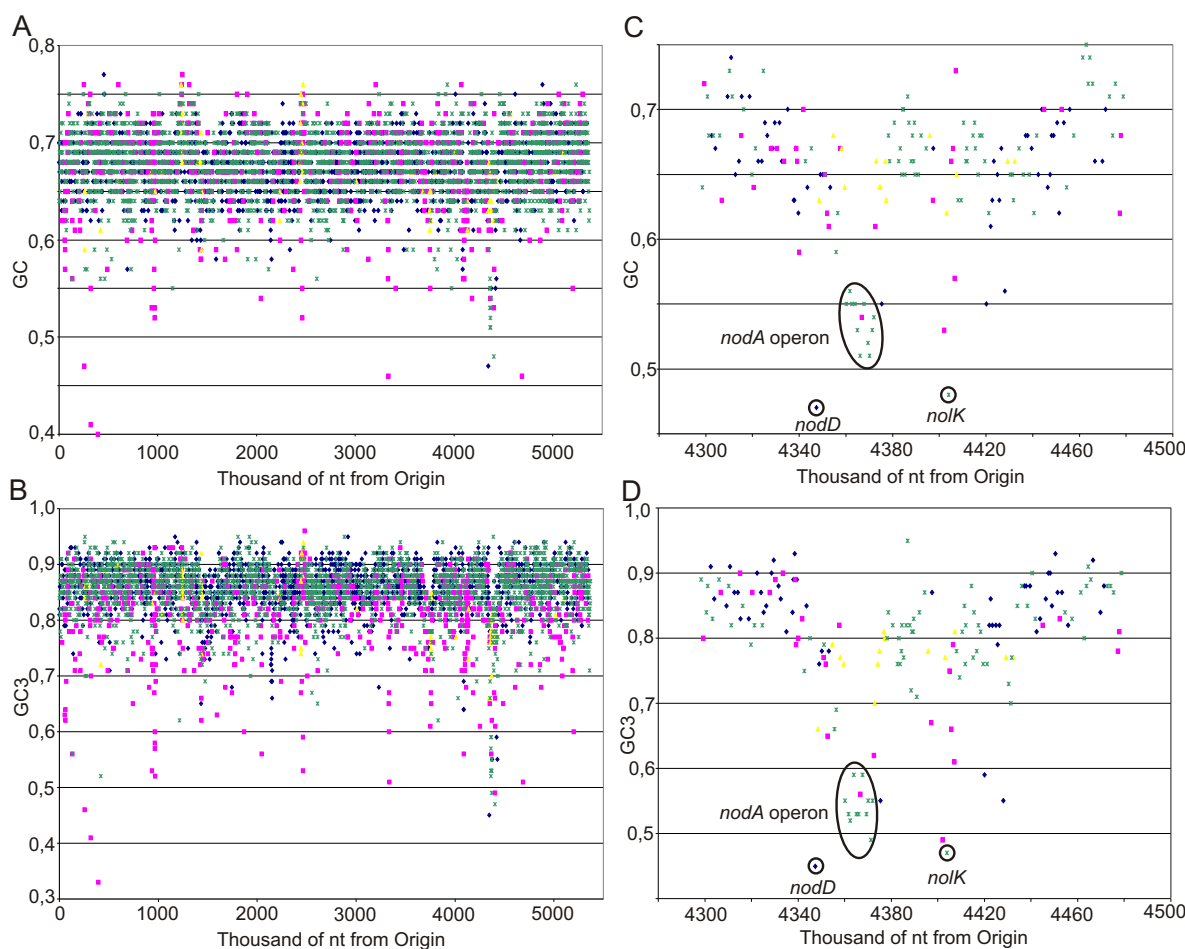 A
0,8
0,7
0,6
0,5
0,4
GC
0
1000
2000
3000
4000
5000
Thousand of nt from Origin
C
0,7
0,6
0,5
GC
nodA operon
nodD
nolK
4300
4340
4380
4420
4460
4500
Thousand of nt from Origin
B
1,0
0,9
0,8
0,7
0,6
0,5
0,4
0,3
GC3
0
1000
2000
3000
4000
5000
Thousand of nt from Origin
D
1,0
0,9
0,8
0,7
0,6
0,5
GC3
nodA operon
nodD
nolK
4300
4340
4380
4420
4460
4500
Thousand of nt from Origin